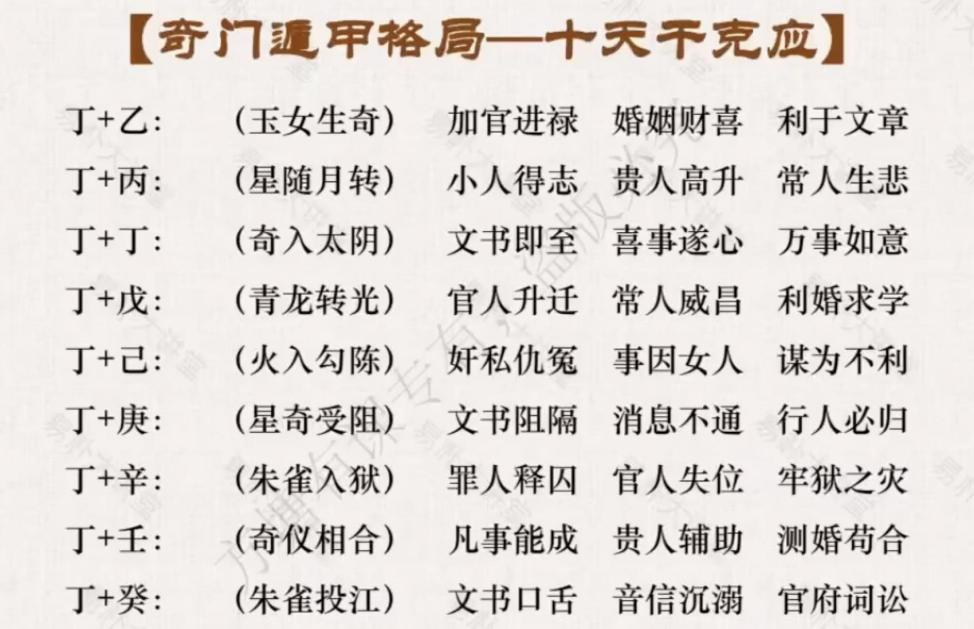 【奇门遁甲格局—十天干克应】
丁+乙： （玉女生奇） 加官进禄 婚姻财喜 利于文章
丁+丙： （星随月转） 小人得志 贵人高升 常人生悲
丁+丁： （奇入太阴） 文书即至 喜事遂心 万事如意
丁+戊： （青龙转光） 官人升迁 常人威昌 利婚求学
丁+己： （火入勾陈） 奸私仇冤 事因女人 谋为不利
丁+庚： （星奇受阻） 文书阻隔 消息不通 行人必归
丁+辛： （朱雀入狱） 罪人释囚 官人失位 牢狱之灾
丁+壬： （奇仪相合） 凡事能成 贵人辅助 测婚苟合
丁+癸： （朱雀投江） 文书口舌 音信沉溺 官府词讼